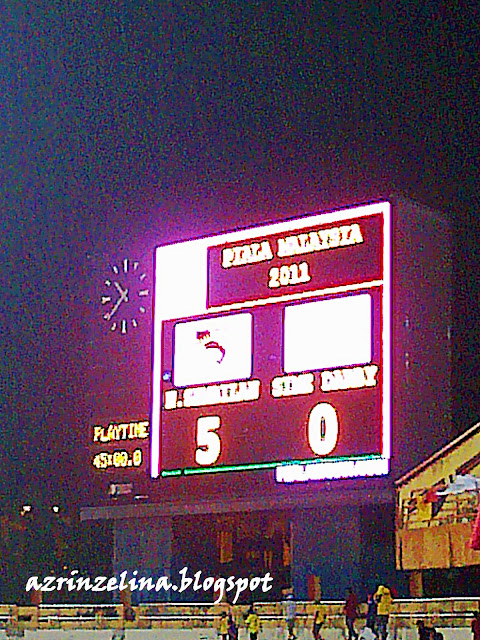 PIALA MALAYSIA
2011
N.SEMBILAN SIME DARBY
5 0
PLAYTIME
45:00.0
azrinzelina.blogspot